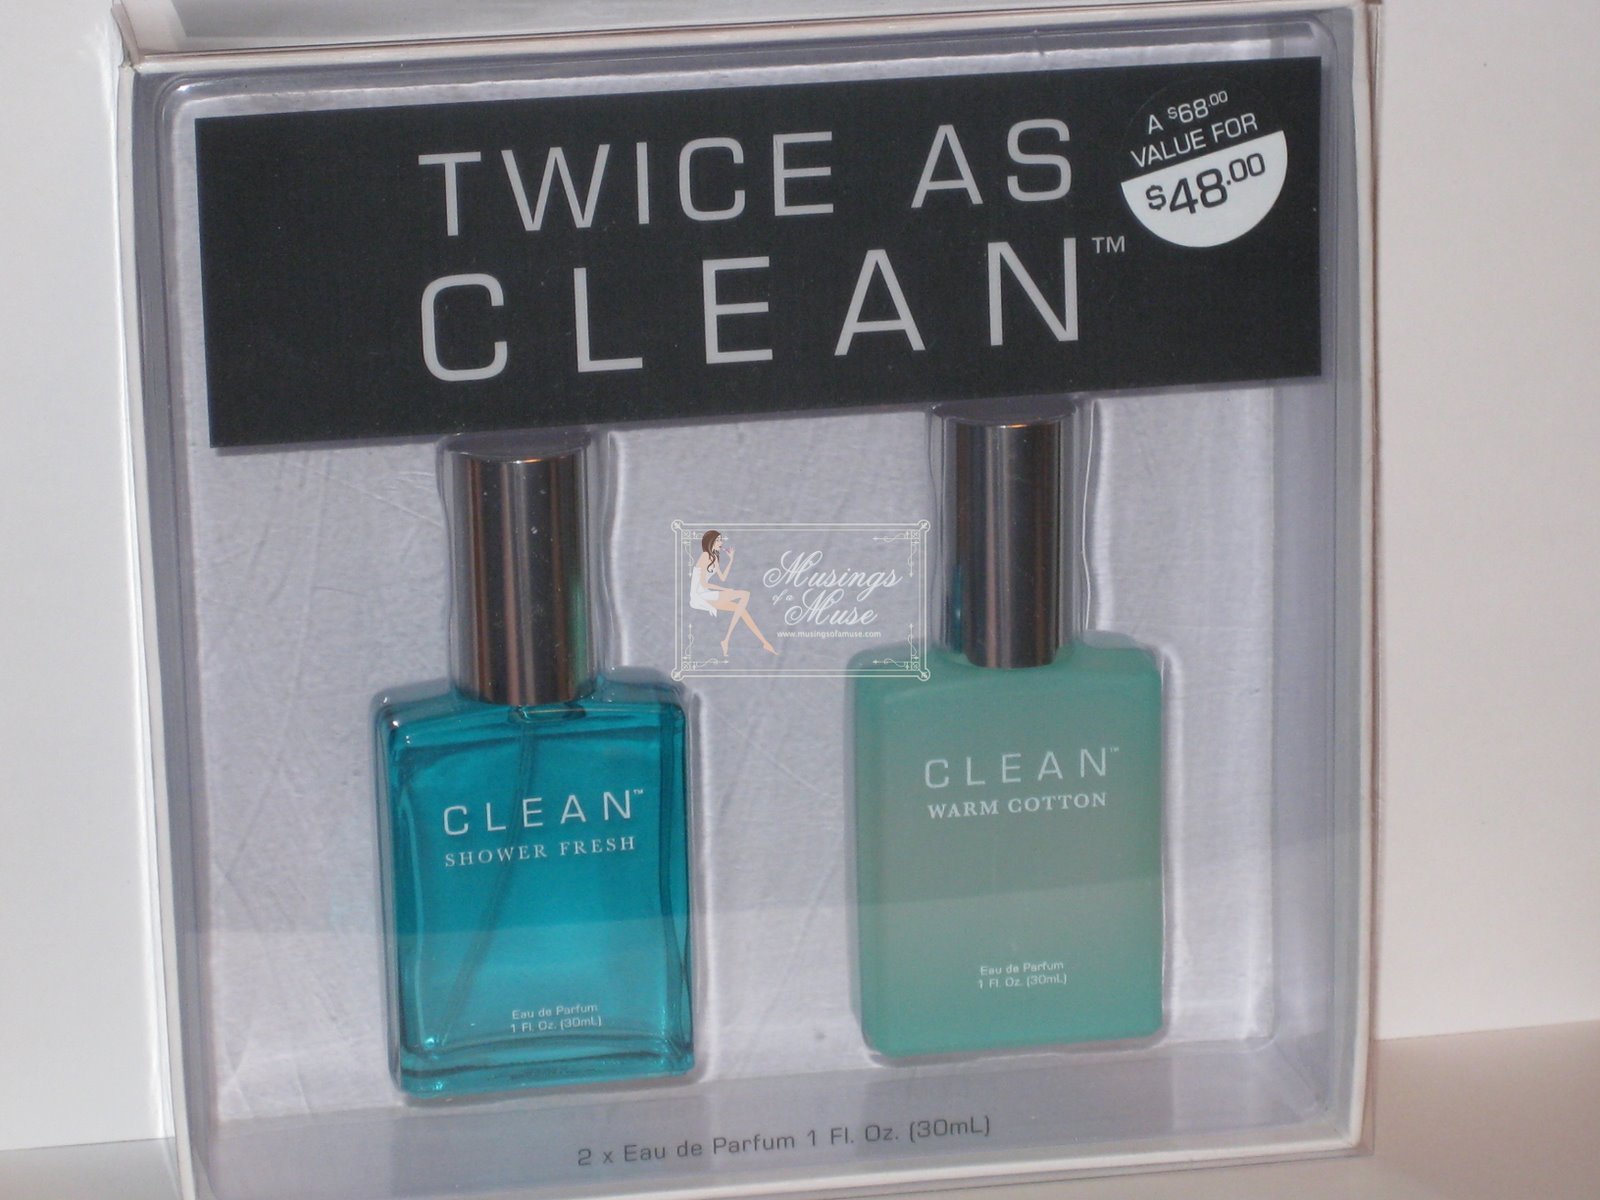 TWICE AS
CLEAN™
A $68.00
VALUE FOR
$48.00
Musings
of a
Muse
www.musingsofamuse.com
CLEAN™
SHOWER FRESH
Eau de Parfum
1 Fl. Oz. (30mL)
CLEAN™
WARM COTTON
Eau de Parfum
1 Fl. Oz. (30mL)
2 x Eau de Parfum 1 Fl. Oz. (30mL)